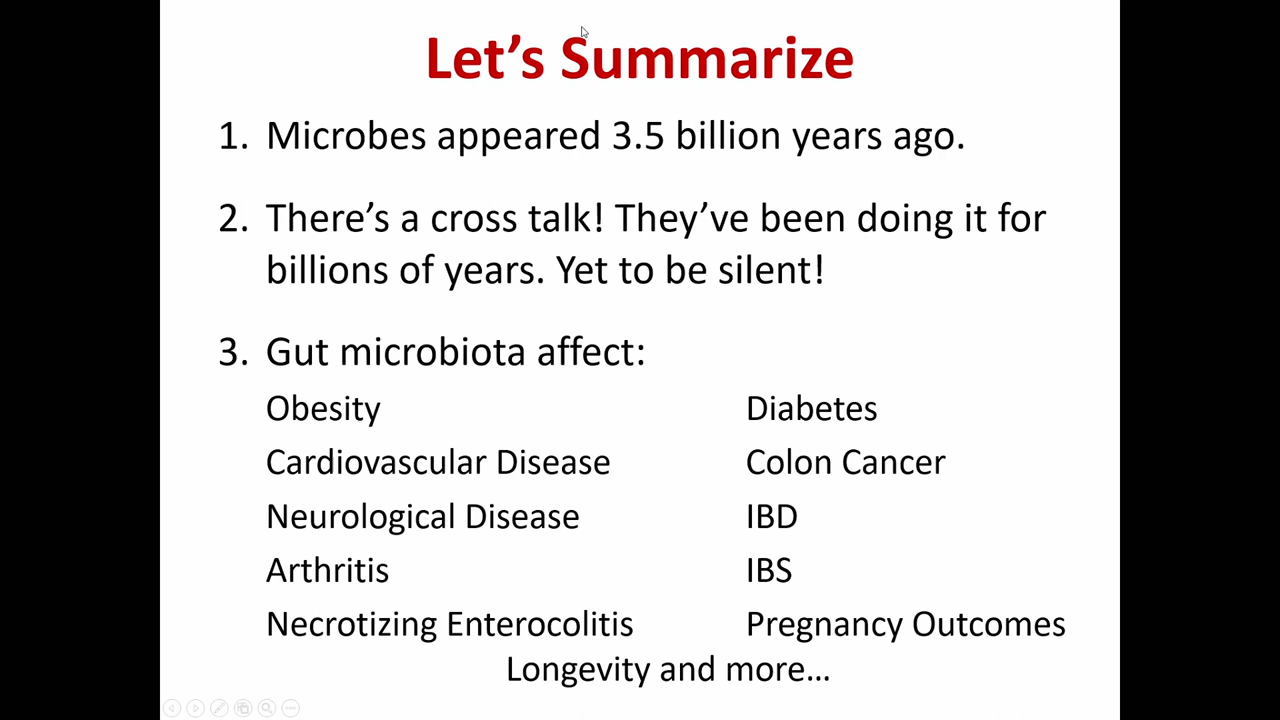 Let's Summarize
1. Microbes appeared 3.5 billion years ago.
2. There's a cross talk! They've been doing it for
billions of years. Yet to be silent!
3. Gut microbiota affect:
Obesity Diabetes
Cardiovascular Disease Colon Cancer
Neurological Disease IBD
Arthritis IBS
Necrotizing Enterocolitis Pregnancy Outcomes
Longevity and more…